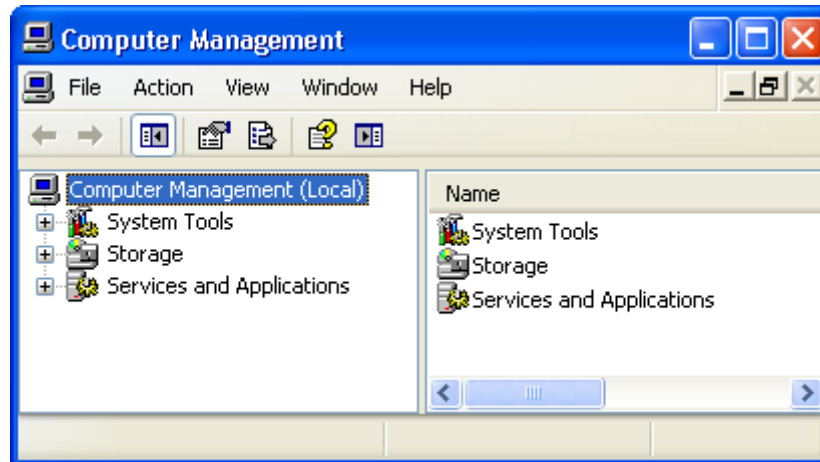 Computer Management
File Action View Window Help
Computer Management (Local)
System Tools
Storage
Services and Applications
Name
System Tools
Storage
Services and Applications